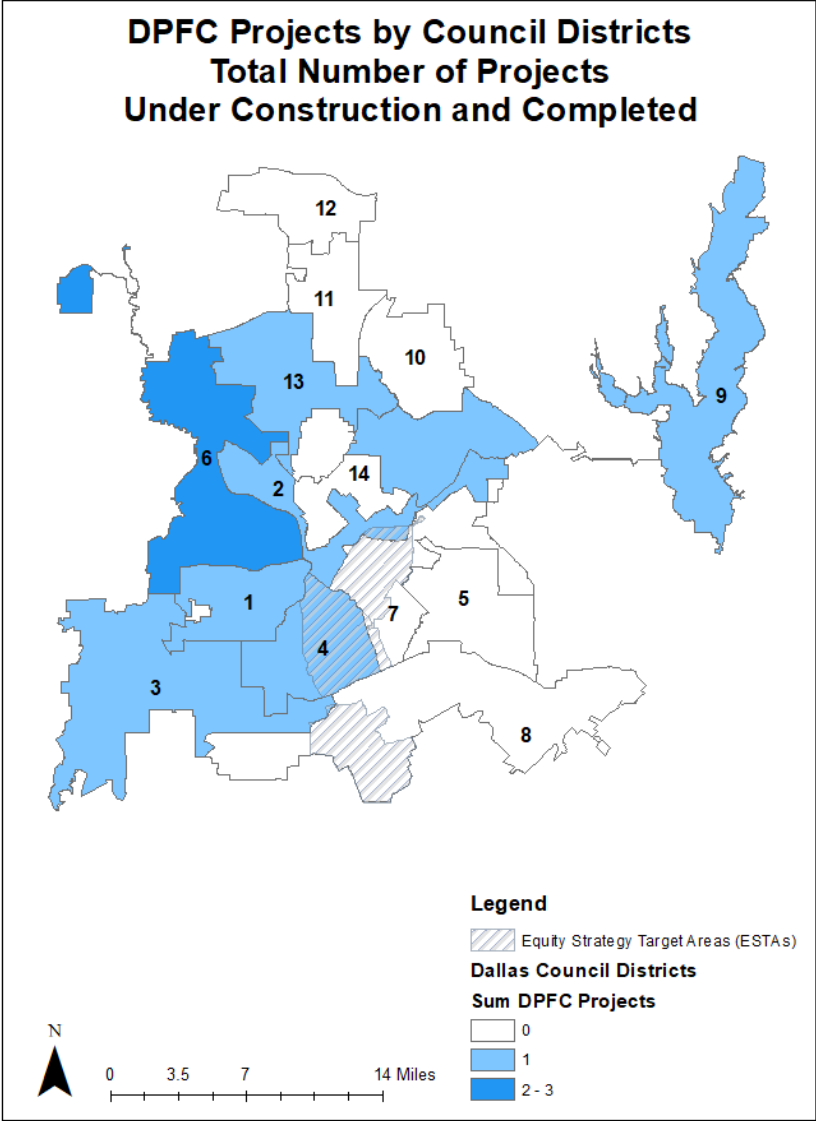 DPFC Projects by Council Districts
Total Number of Projects
Under Construction and Completed
12
11
10
13
9
6
2
14
1
7
5
4
3
8
Legend
Equity Strategy Target Areas (ESTAs)
Dallas Council Districts
Sum DPFC Projects
0
1
2 - 3
N
0 3.5 7 14 Miles